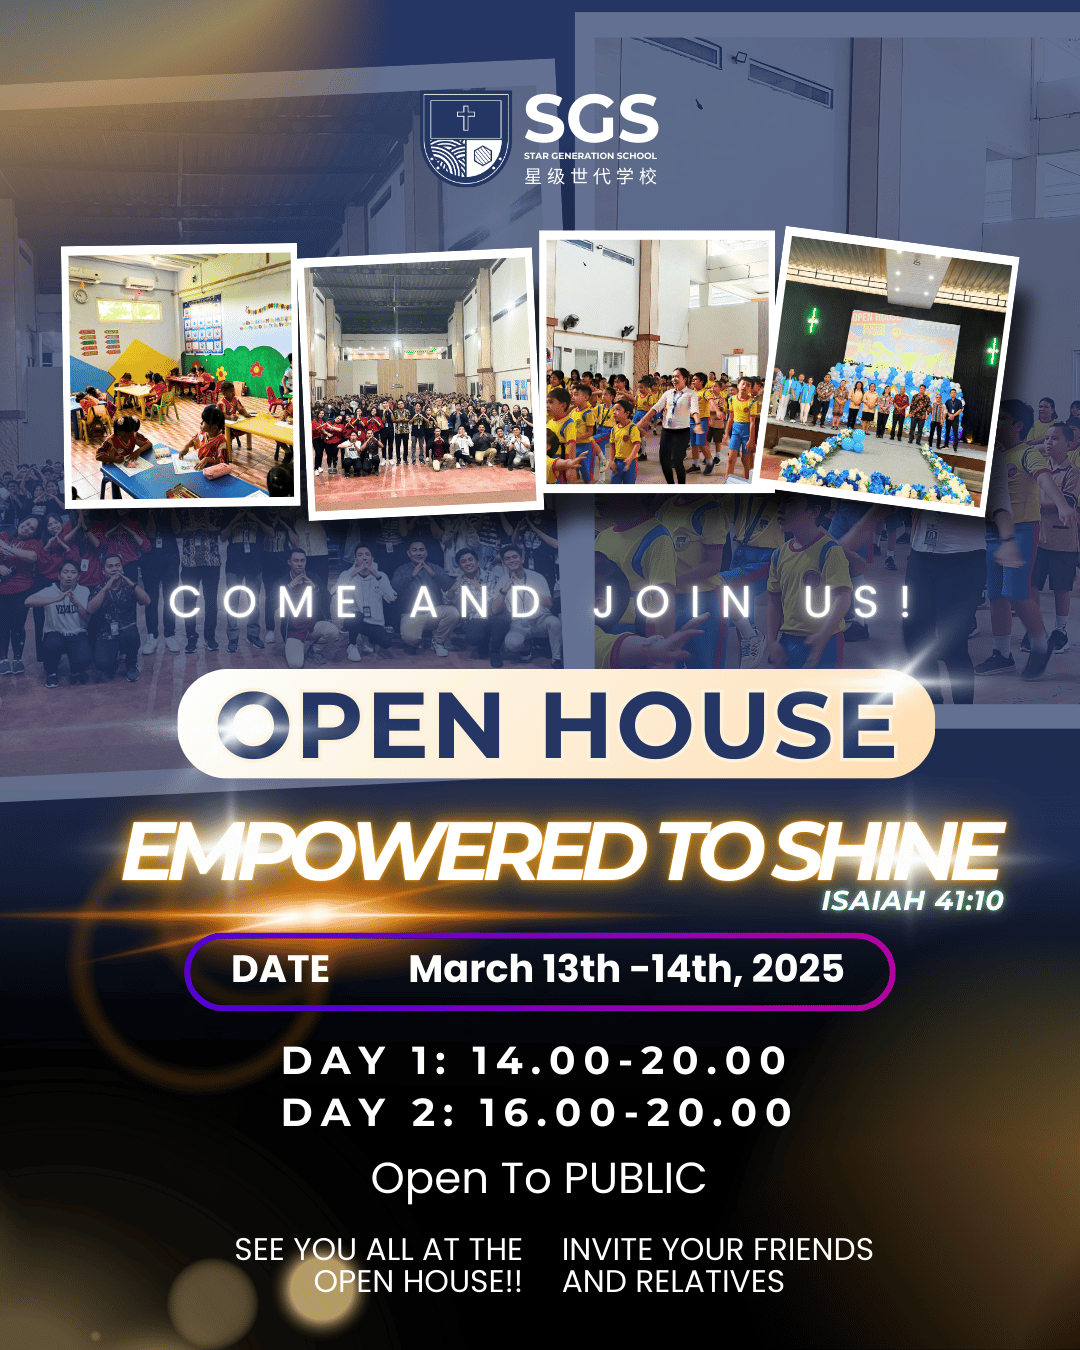 SGS
STAR GENERATION SCHOOL
星级世代学校
OPEN HOUSE
COME AND JOIN US!
OPEN HOUSE
EMPOWERED TO SHINE
ISAIAH 41:10
DATE March 13th -14th, 2025
DAY 1: 14.00-20.00
DAY 2: 16.00-20.00
Open To PUBLIC
SEE YOU ALL AT THE
OPEN HOUSE!!
INVITE YOUR FRIENDS
AND RELATIVES